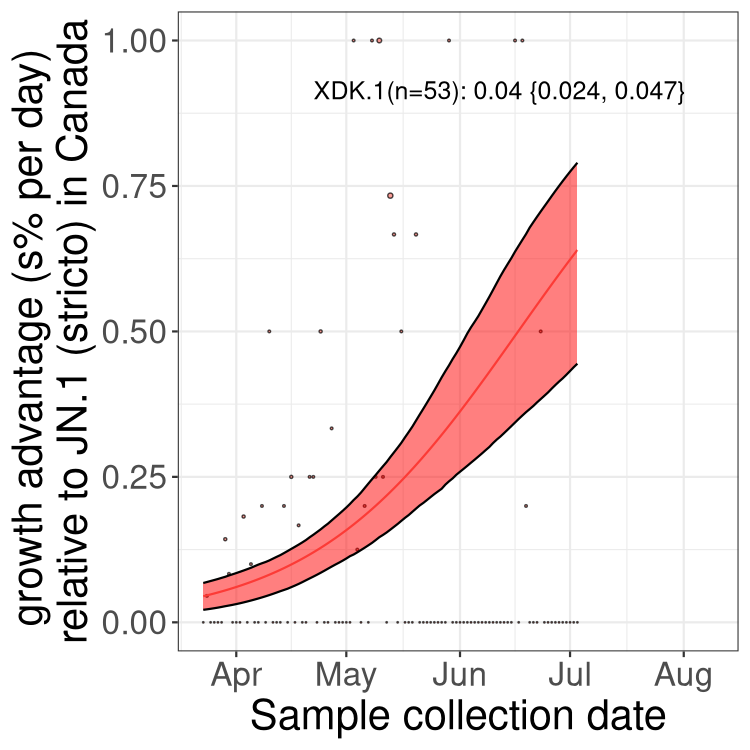 growth advantage (s% per day)
relative to JN.1 (stricto) in Canada
1.00
0.75
0.50
0.25
0.00
XDK.1(n=53): 0.04 {0.024, 0.047}
Apr May Jun Jul Aug
Sample collection date